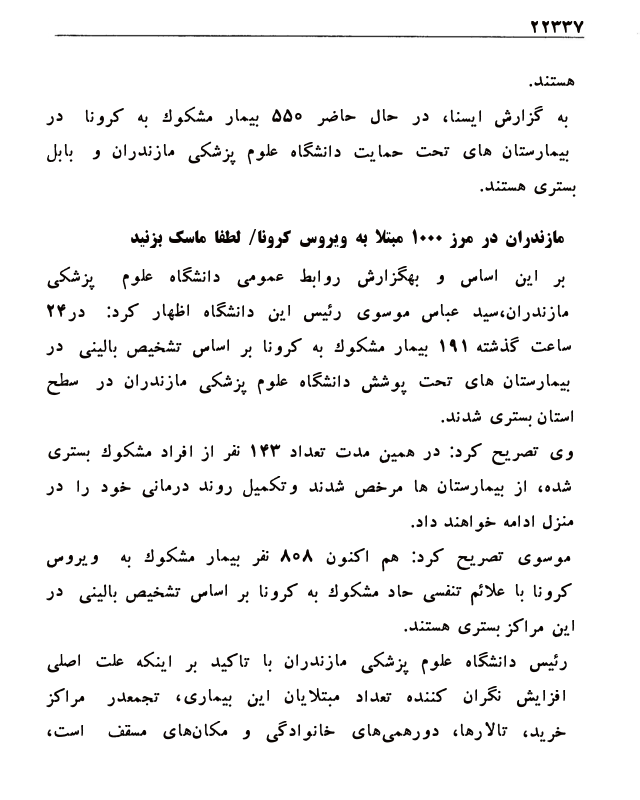 ۲۲۳۳۷
هستند.
به گزارش ایسنا، در حال حاضر ۵۵۰ بیمار مشکوك به کرونا در
بیمارستان های تحت حمایت دانشگاه علوم پزشکی مازندران و بابل
بستری هستند.
مازندران در مرز ۱۰۰۰ مبتلا به ویروس کرونا/ لطفا ماسک بزنید
بر این اساس و بهگزارش روابط عمومی دانشگاه علوم پزشکی
مازندران،سید عباس موسوی رئیس این دانشگاه اظهار کرد: در۲۴
ساعت گذشته ۱۹۱ بیمار مشکوك به کرونا بر اساس تشخیص بالینی در
بیمارستان های تحت پوشش دانشگاه علوم پزشکی مازندران در سطح
استان بستری شدند.
وی تصریح کرد: در همین مدت تعداد ۱۴۳ نفر از افراد مشکوك بستری
شده، از بیمارستان ها مرخص شدند وتکمیل روند درمانی خود را در
منزل ادامه خواهند داد.
موسوی تصریح کرد: هم اکنون ۸۰۸ نفر بیمار مشکوك به ویروس
کرونا با علائم تنفسی حاد مشکوك به کرونا بر اساس تشخیص بالینی در
این مراکز بستری هستند.
رئیس دانشگاه علوم پزشکی مازندران با تاکید بر اینکه علت اصلی
افزایش نگران کننده تعداد مبتلایان این بیماری، تجمعدر مراکز
خرید، تالارها، دورهمی‌های خانوادگی و مکان‌های مسقف است،